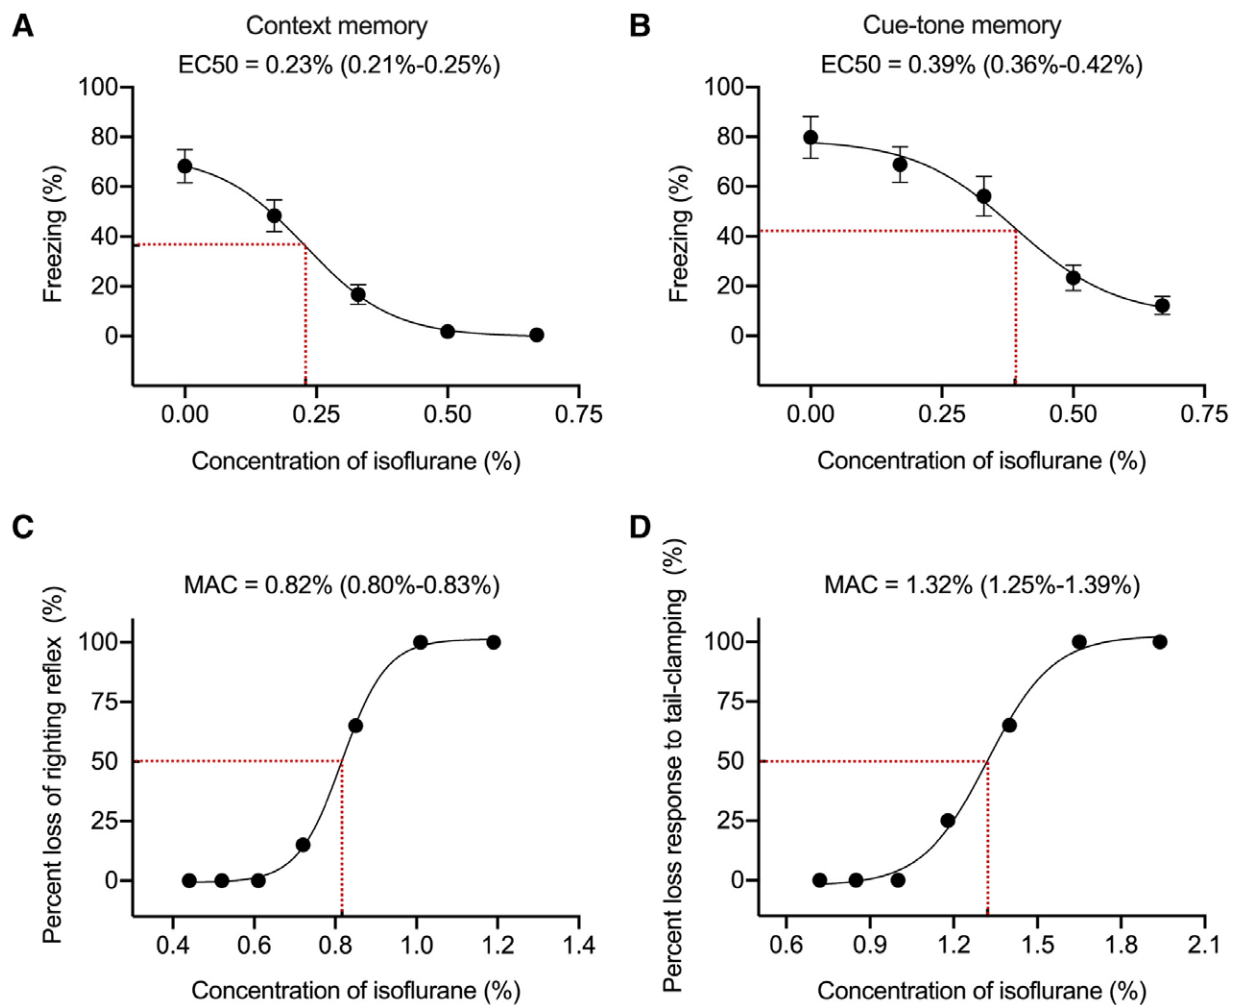 A
Context memory
EC50 = 0.23% (0.21%-0.25%)
100
80
60
40
20
0
Freezing (%)
0.00 0.25 0.50 0.75
Concentration of isoflurane (%)
B
Cue-tone memory
EC50 = 0.39% (0.36%-0.42%)
100
80
60
40
20
0
Freezing (%)
0.00 0.25 0.50 0.75
Concentration of isoflurane (%)
C
MAC = 0.82% (0.80%-0.83%)
100
75
50
25
0
Percent loss of righting reflex (%)
0.4 0.6 0.8 1.0 1.2 1.4
Concentration of isoflurane (%)
D
MAC = 1.32% (1.25%-1.39%)
100
75
50
25
0
Percent loss response to tail-clamping (%)
0.6 0.9 1.2 1.5 1.8 2.1
Concentration of isoflurane (%)